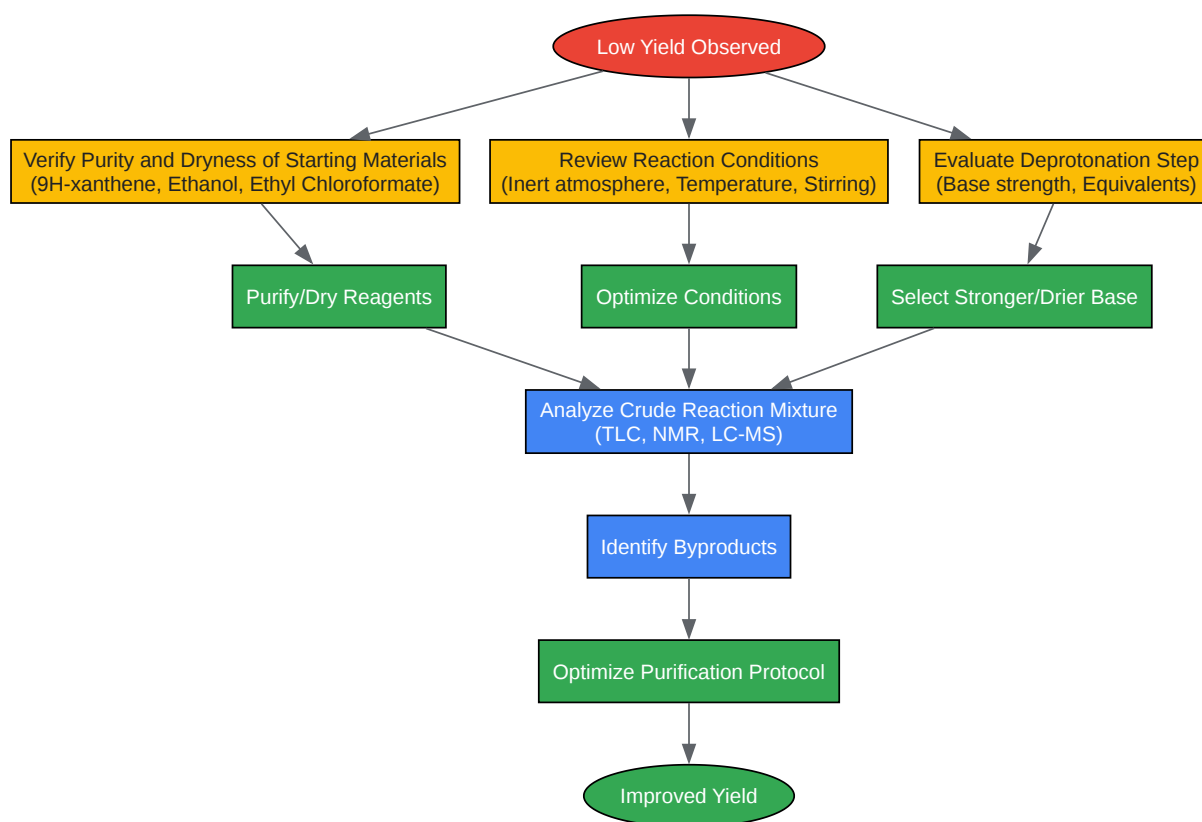 Low Yield Observed
Verify Purity and Dryness of Starting Materials
(9H-xanthene, Ethanol, Ethyl Chloroformate)
Review Reaction Conditions
(Inert atmosphere, Temperature, Stirring)
Evaluate Deprotonation Step
(Base strength, Equivalents)
Purify/Dry Reagents
Optimize Conditions
Select Stronger/Drier Base
Analyze Crude Reaction Mixture
(TLC, NMR, LC-MS)
Identify Byproducts
Optimize Purification Protocol
Improved Yield